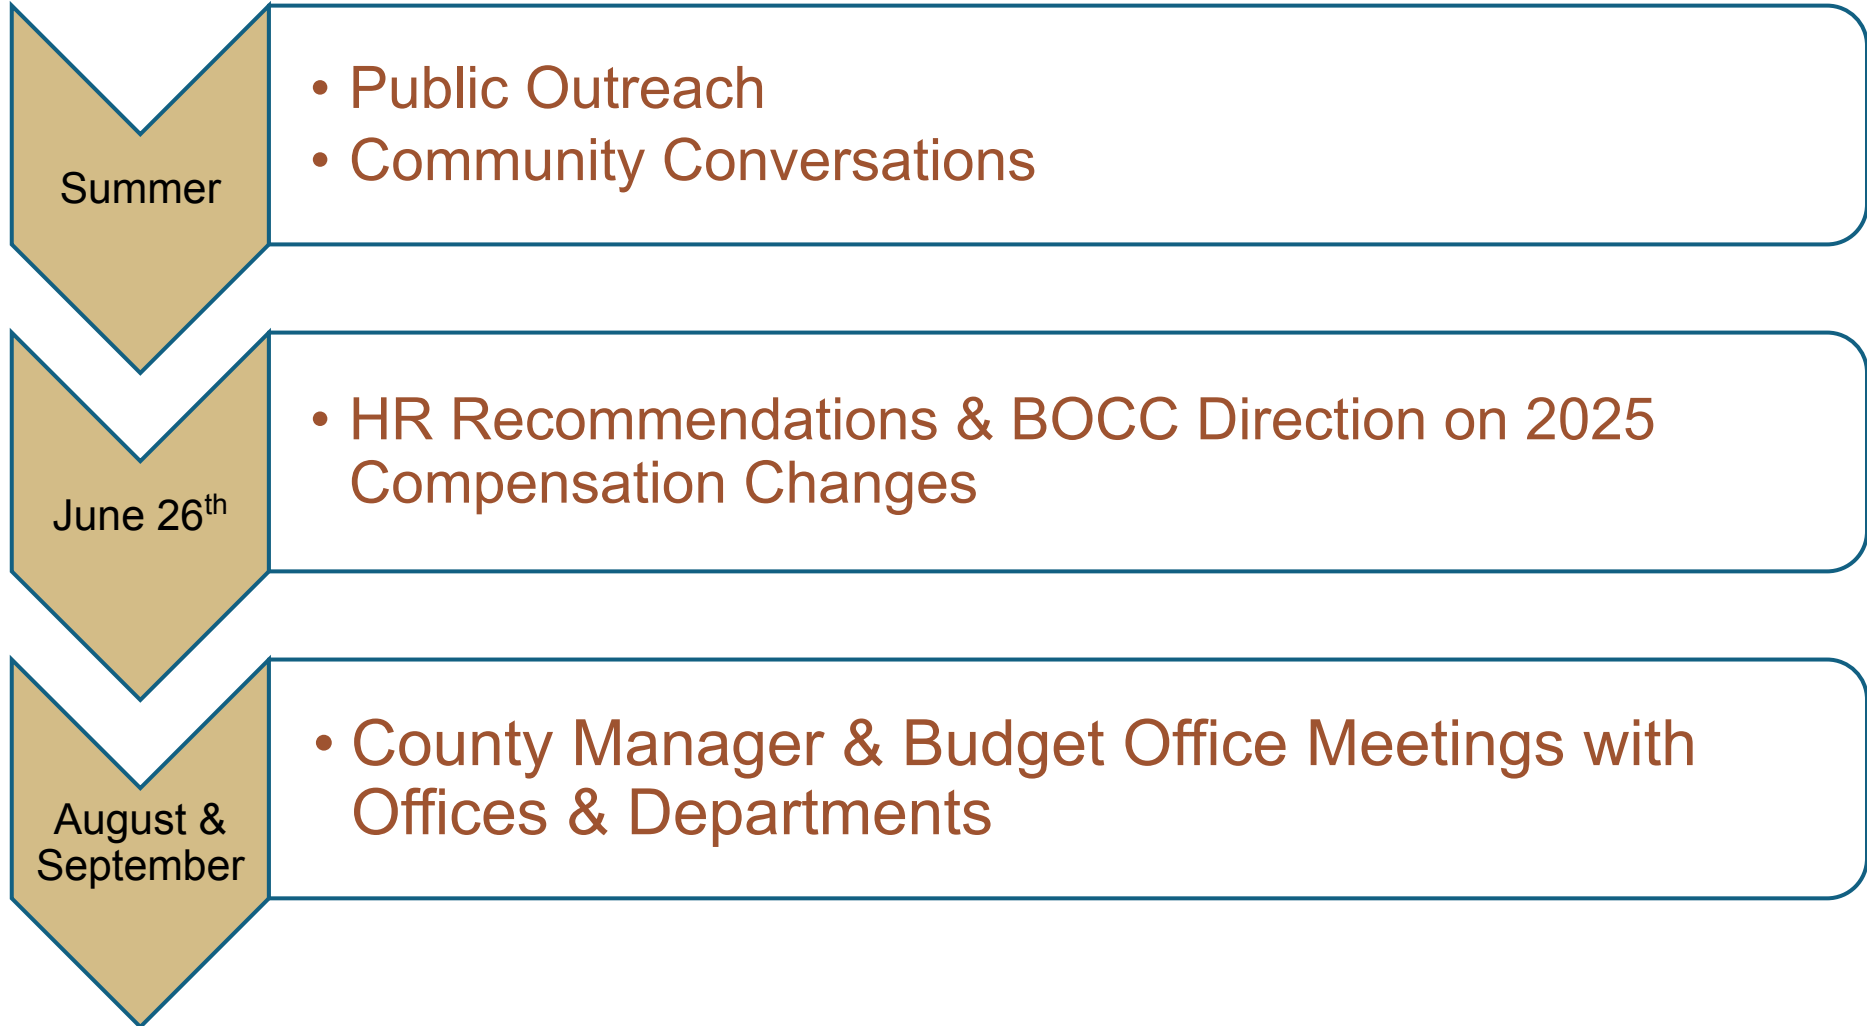 Summer
• Public Outreach
• Community Conversations
June 26th
• HR Recommendations & BOCC Direction on 2025
Compensation Changes
August &
September
• County Manager & Budget Office Meetings with
Offices & Departments